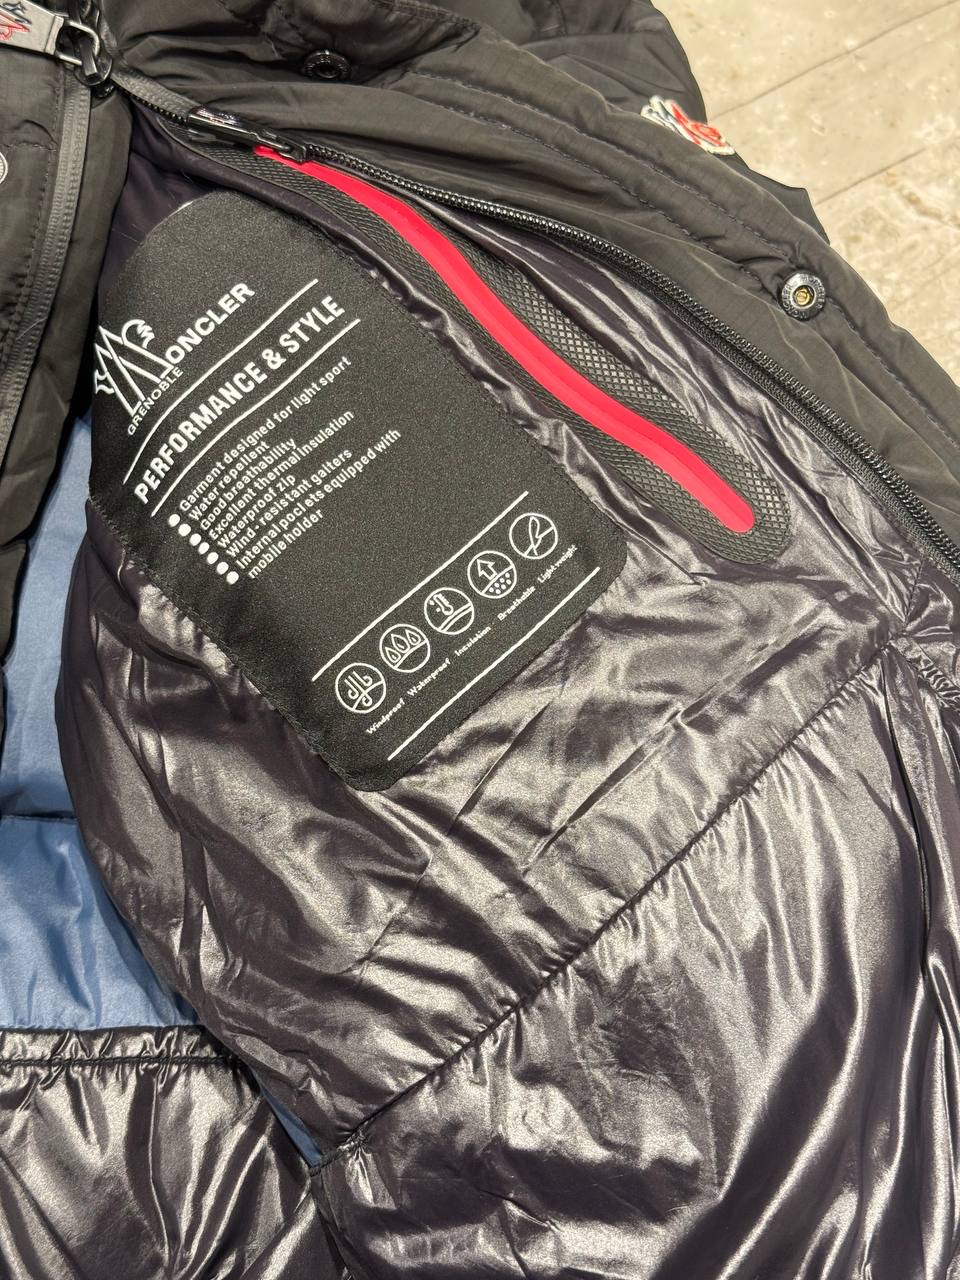 MONCLER
GRENOBLE
PERFORMANCE & STYLE
Garment designed for light sport
Water repellent
Good breathability
Excellent thermal insulation
Waterproof zip
Wind-resistant gaiters
Internal pockets equipped with
mobile holder
Windproof Waterproof Insulation Breathable Lightweight